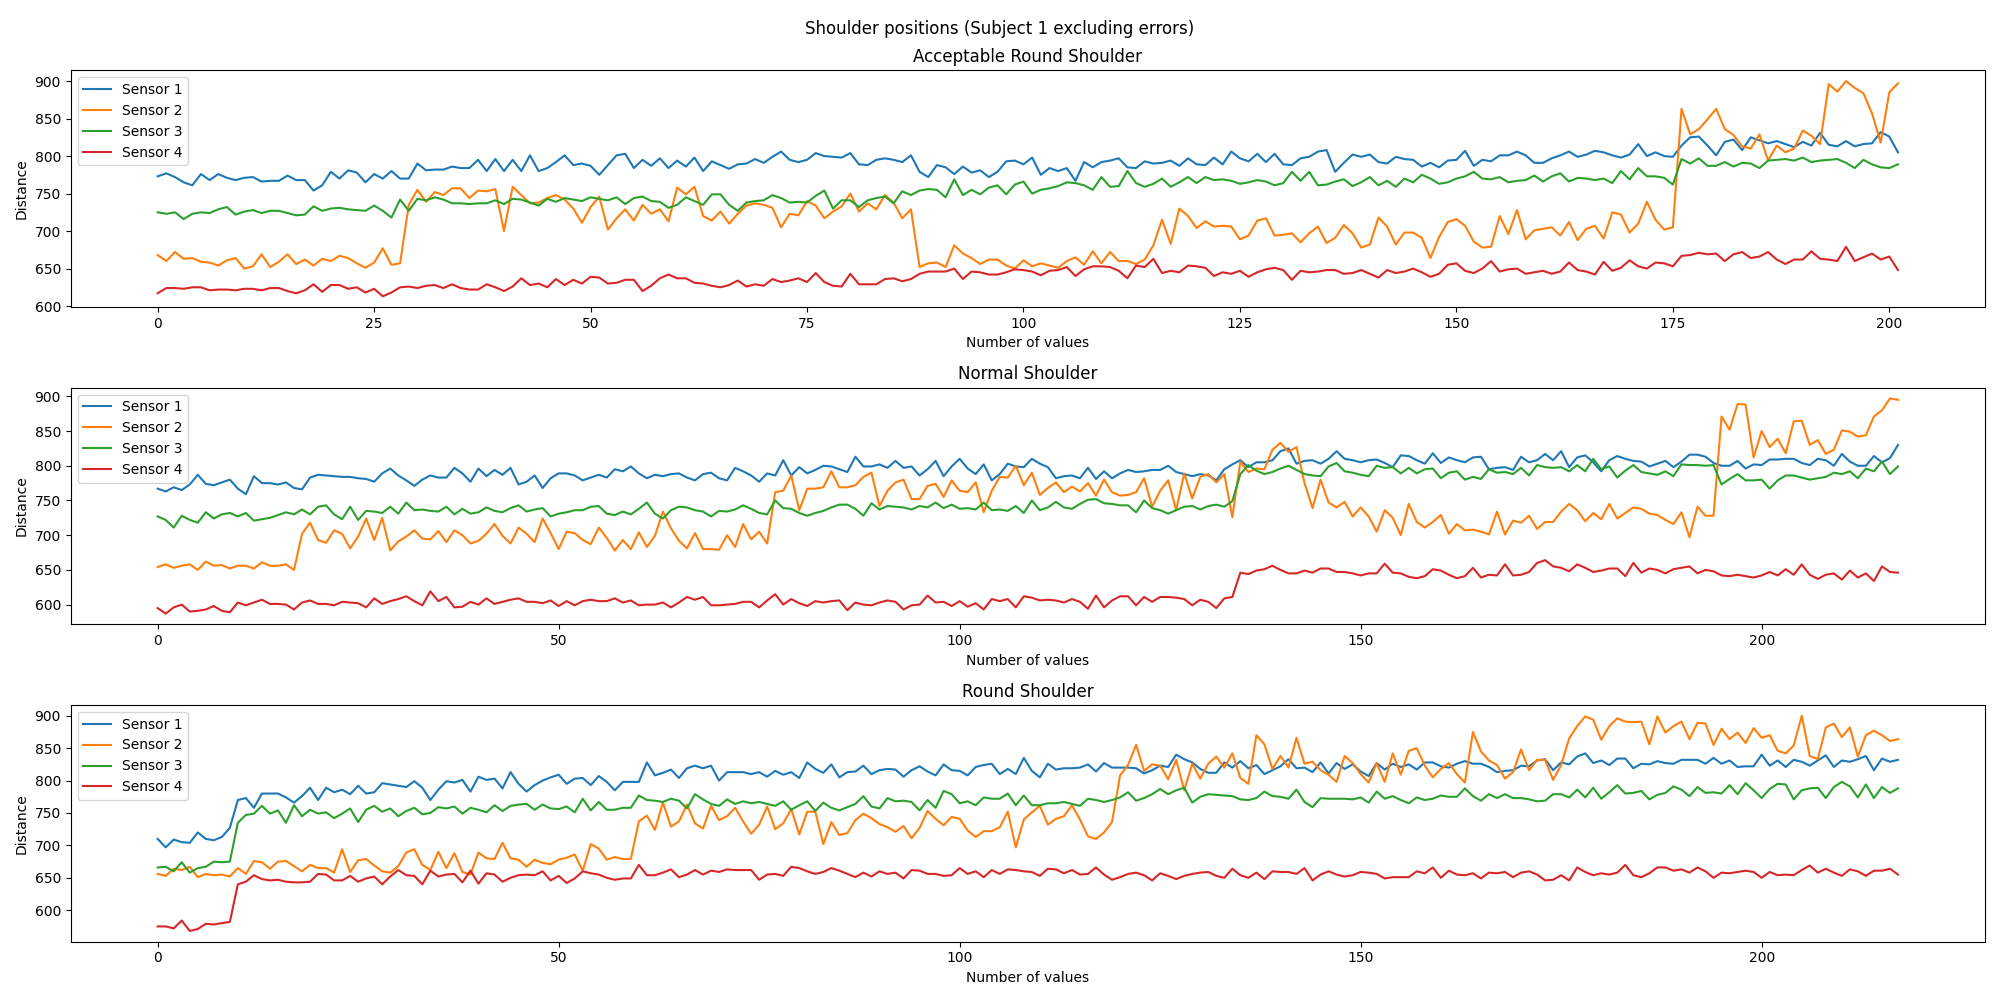 Shoulder positions (Subject 1 excluding errors)
Acceptable Round Shoulder
900
850
800
750
700
650
600
Distance
Sensor 1
Sensor 2
Sensor 3
Sensor 4
0 25 50 75 100 125 150 175 200
Number of values
Normal Shoulder
900
850
800
750
700
650
600
Distance
Sensor 1
Sensor 2
Sensor 3
Sensor 4
0 50 100 150 200
Number of values
Round Shoulder
900
850
800
750
700
650
600
Distance
Sensor 1
Sensor 2
Sensor 3
Sensor 4
0 50 100 150 200
Number of values